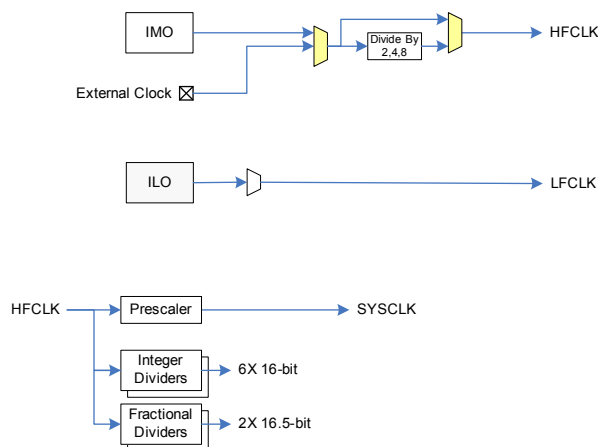 IMO
Divide By
2,4,8
HFCLK
External Clock
ILO
LFCLK
HFCLK
Prescaler
SYSCLK
Integer
Dividers
6X 16-bit
Fractional
Dividers
2X 16.5-bit